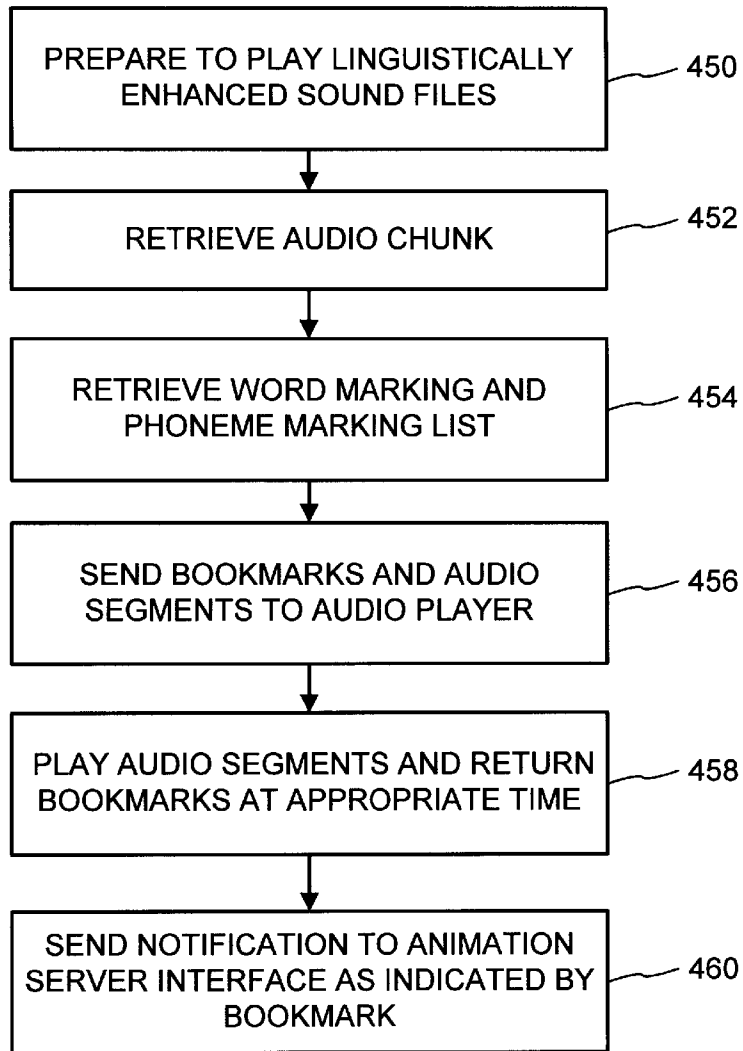 PREPARE TO PLAY LINGUISTICALLY
ENHANCED SOUND FILES
450
RETRIEVE AUDIO CHUNK
452
RETRIEVE WORD MARKING AND
PHONEME MARKING LIST
454
SEND BOOKMARKS AND AUDIO
SEGMENTS TO AUDIO PLAYER
456
PLAY AUDIO SEGMENTS AND RETURN
BOOKMARKS AT APPROPRIATE TIME
458
SEND NOTIFICATION TO ANIMATION
SERVER INTERFACE AS INDICATED BY
BOOKMARK
460